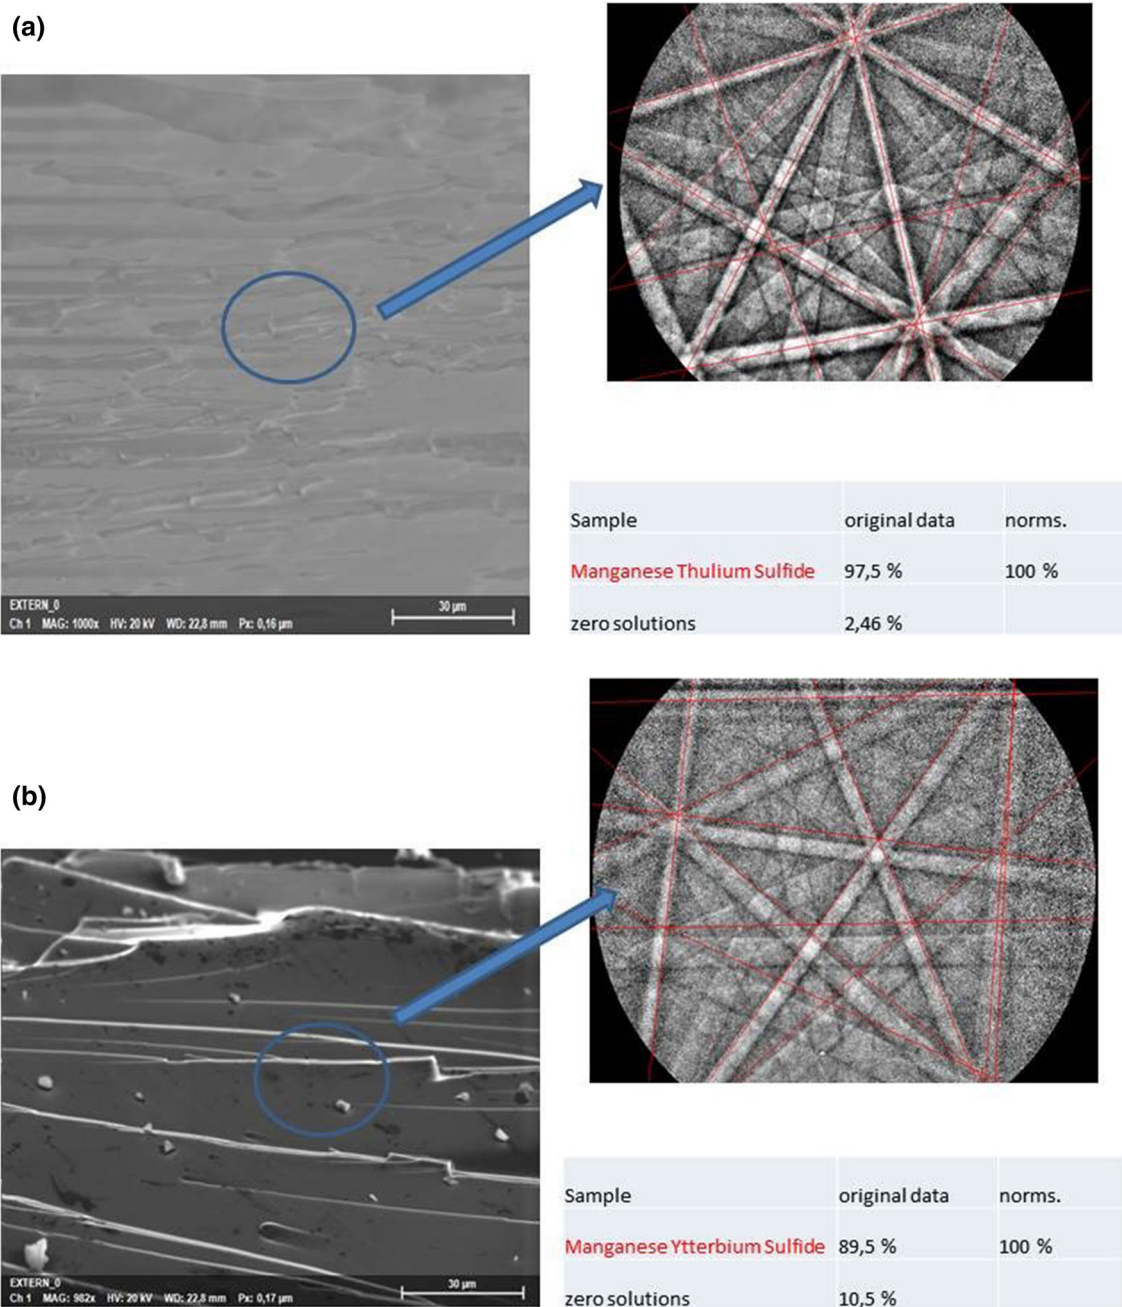 (a)
EXTERN_0
Ch 1 MAG: 1000x HV: 20 kV WD: 22,8 mm Px: 0,16 µm
30 µm
Sample original data norms.
Manganese Thulium Sulfide 97,5 % 100 %
zero solutions 2,46 %
(b)
EXTERN_0
Ch 1 MAG: 982x HV: 20 kV WD: 22,8 mm Px: 0,17 µm
30 µm
Sample original data norms.
Manganese Ytterbium Sulfide 89,5 % 100 %
zero solutions 10,5 %